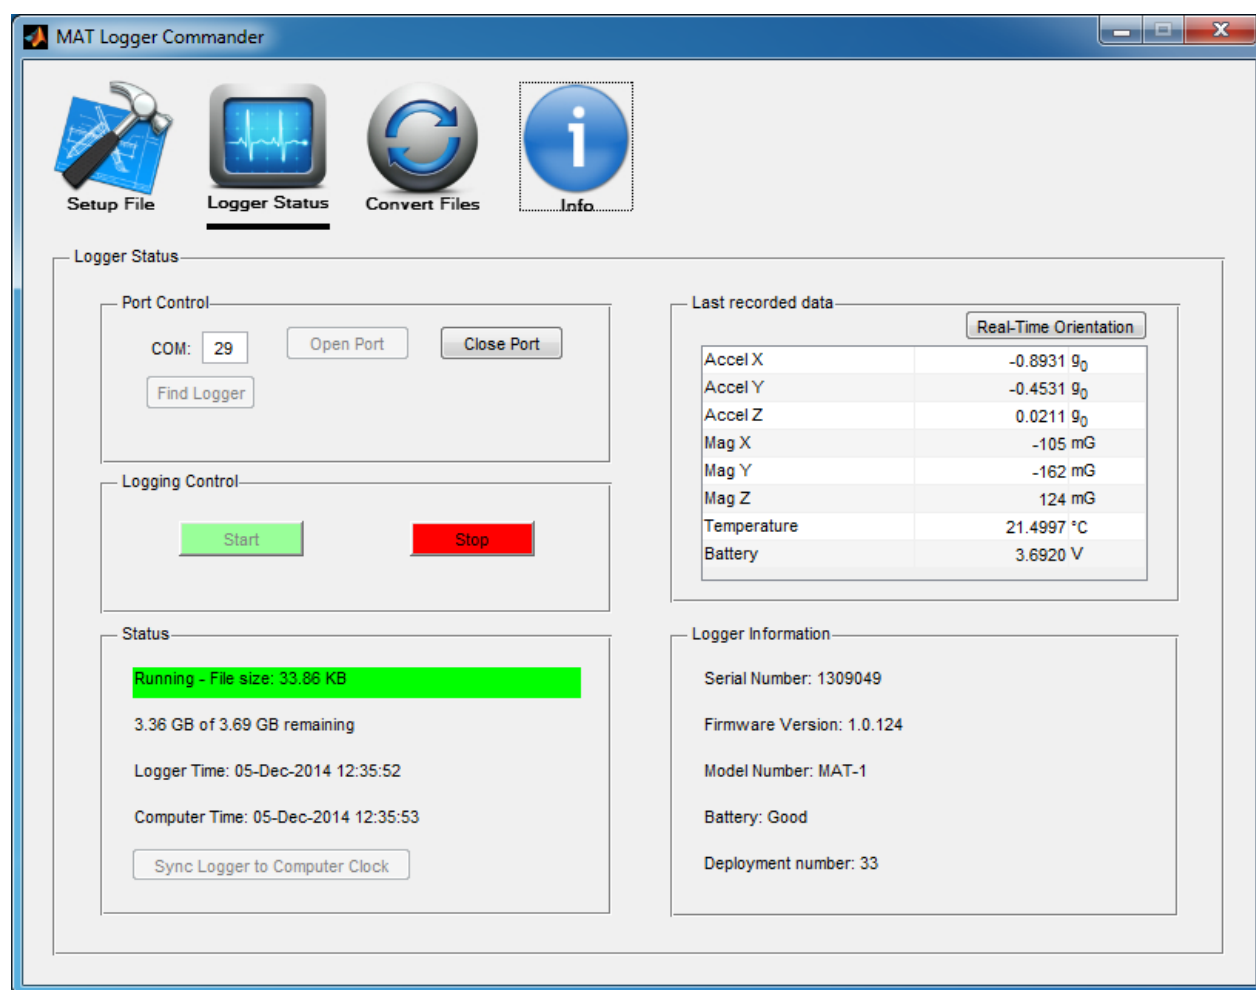 MAT Logger Commander
Setup File
Logger Status
Convert Files
Info
Logger Status
Port Control
COM: 29
Open Port
Close Port
Find Logger
Logging Control
Start
Stop
Status
Running - File size: 33.86 KB
3.36 GB of 3.69 GB remaining
Logger Time: 05-Dec-2014 12:35:52
Computer Time: 05-Dec-2014 12:35:53
Sync Logger to Computer Clock
Last recorded data
Real-Time Orientation
Accel X -0.8931 g0
Accel Y -0.4531 g0
Accel Z 0.0211 g0
Mag X -105 mG
Mag Y -162 mG
Mag Z 124 mG
Temperature 21.4997 °C
Battery 3.6920 V
Logger Information
Serial Number: 1309049
Firmware Version: 1.0.124
Model Number: MAT-1
Battery: Good
Deployment number: 33